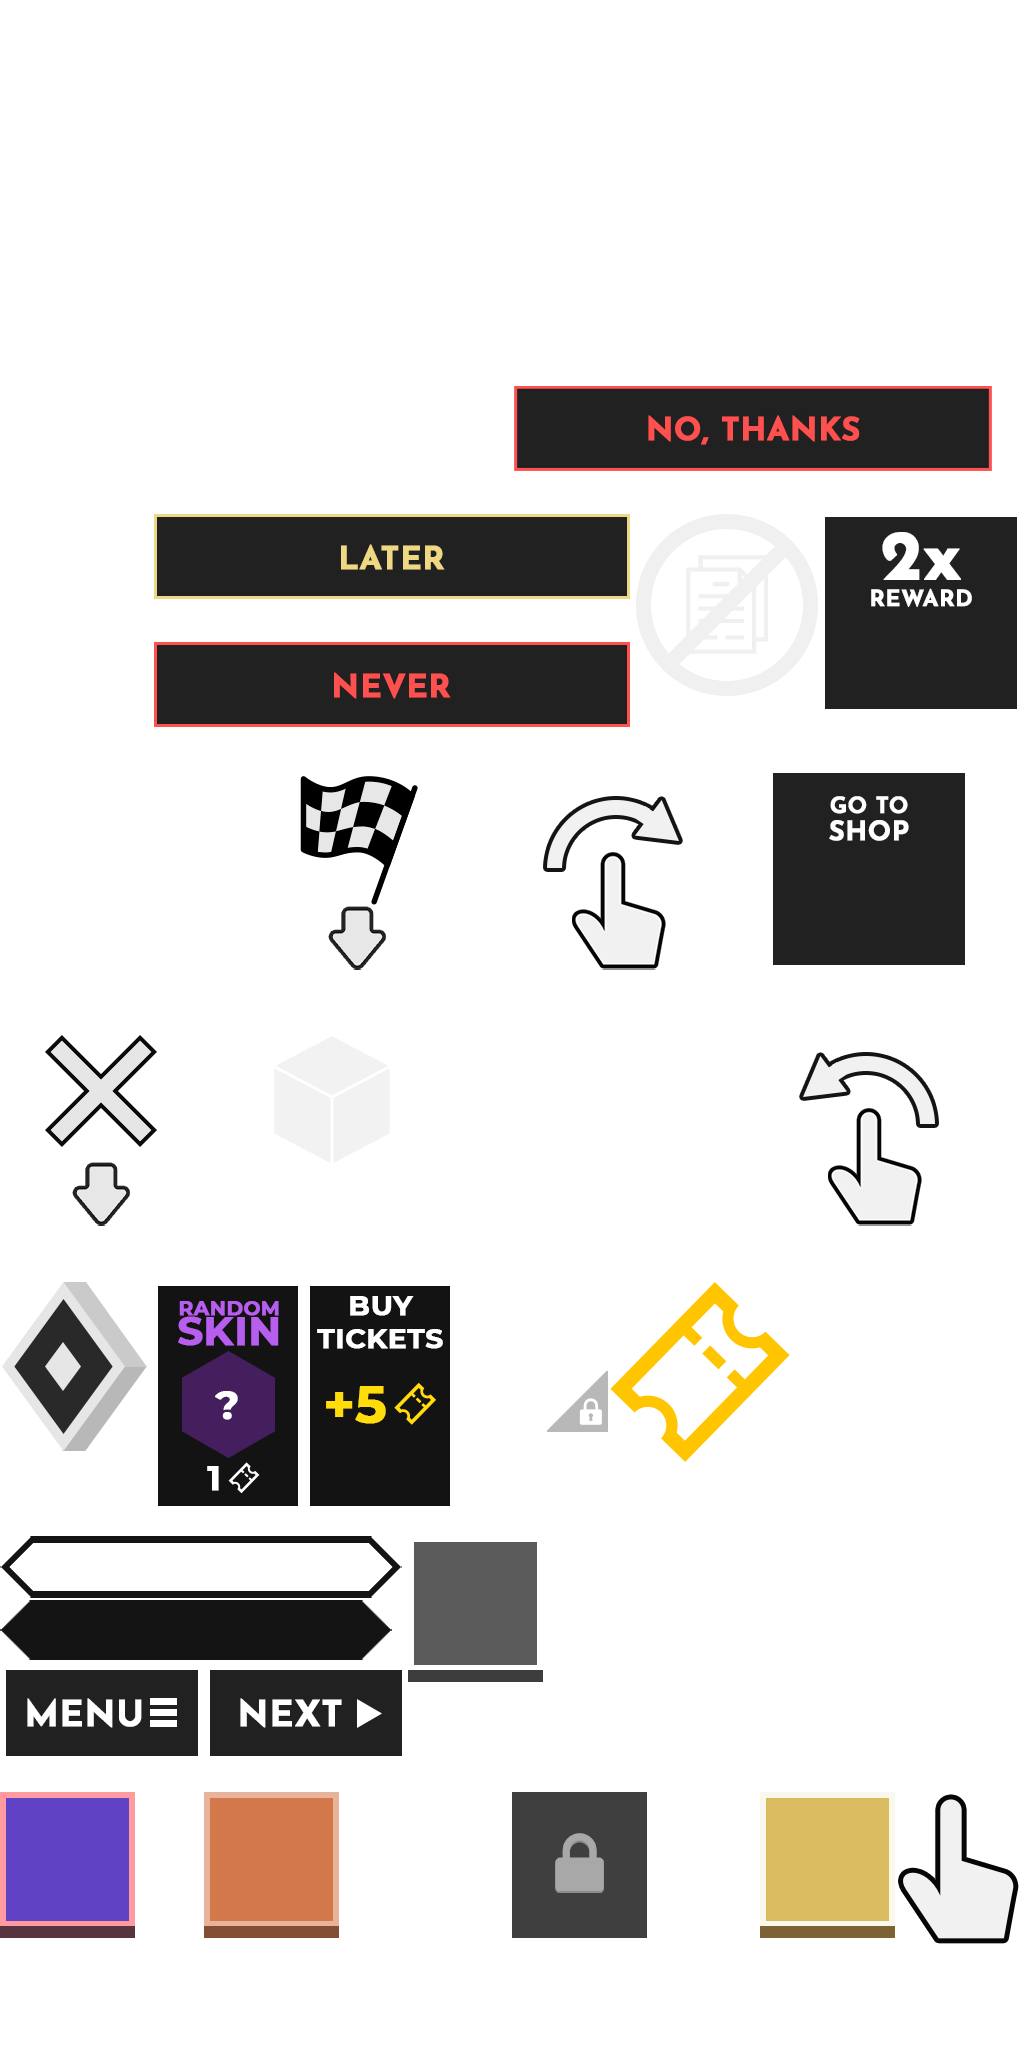 NO, THANKS
LATER
2x
REWARD
NEVER
GO TO
SHOP
RANDOM
SKIN
?
1
BUY
TICKETS
+5
MENU
NEXT